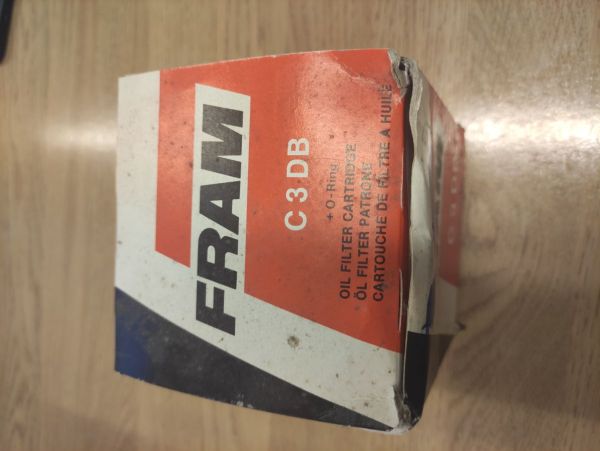 FRAM
C 3 DB
+ O-Ring
OIL FILTER CARTRIDGE
ÖL FILTER PATRONE
CARTOUCHE DE FILTRE A HUILE